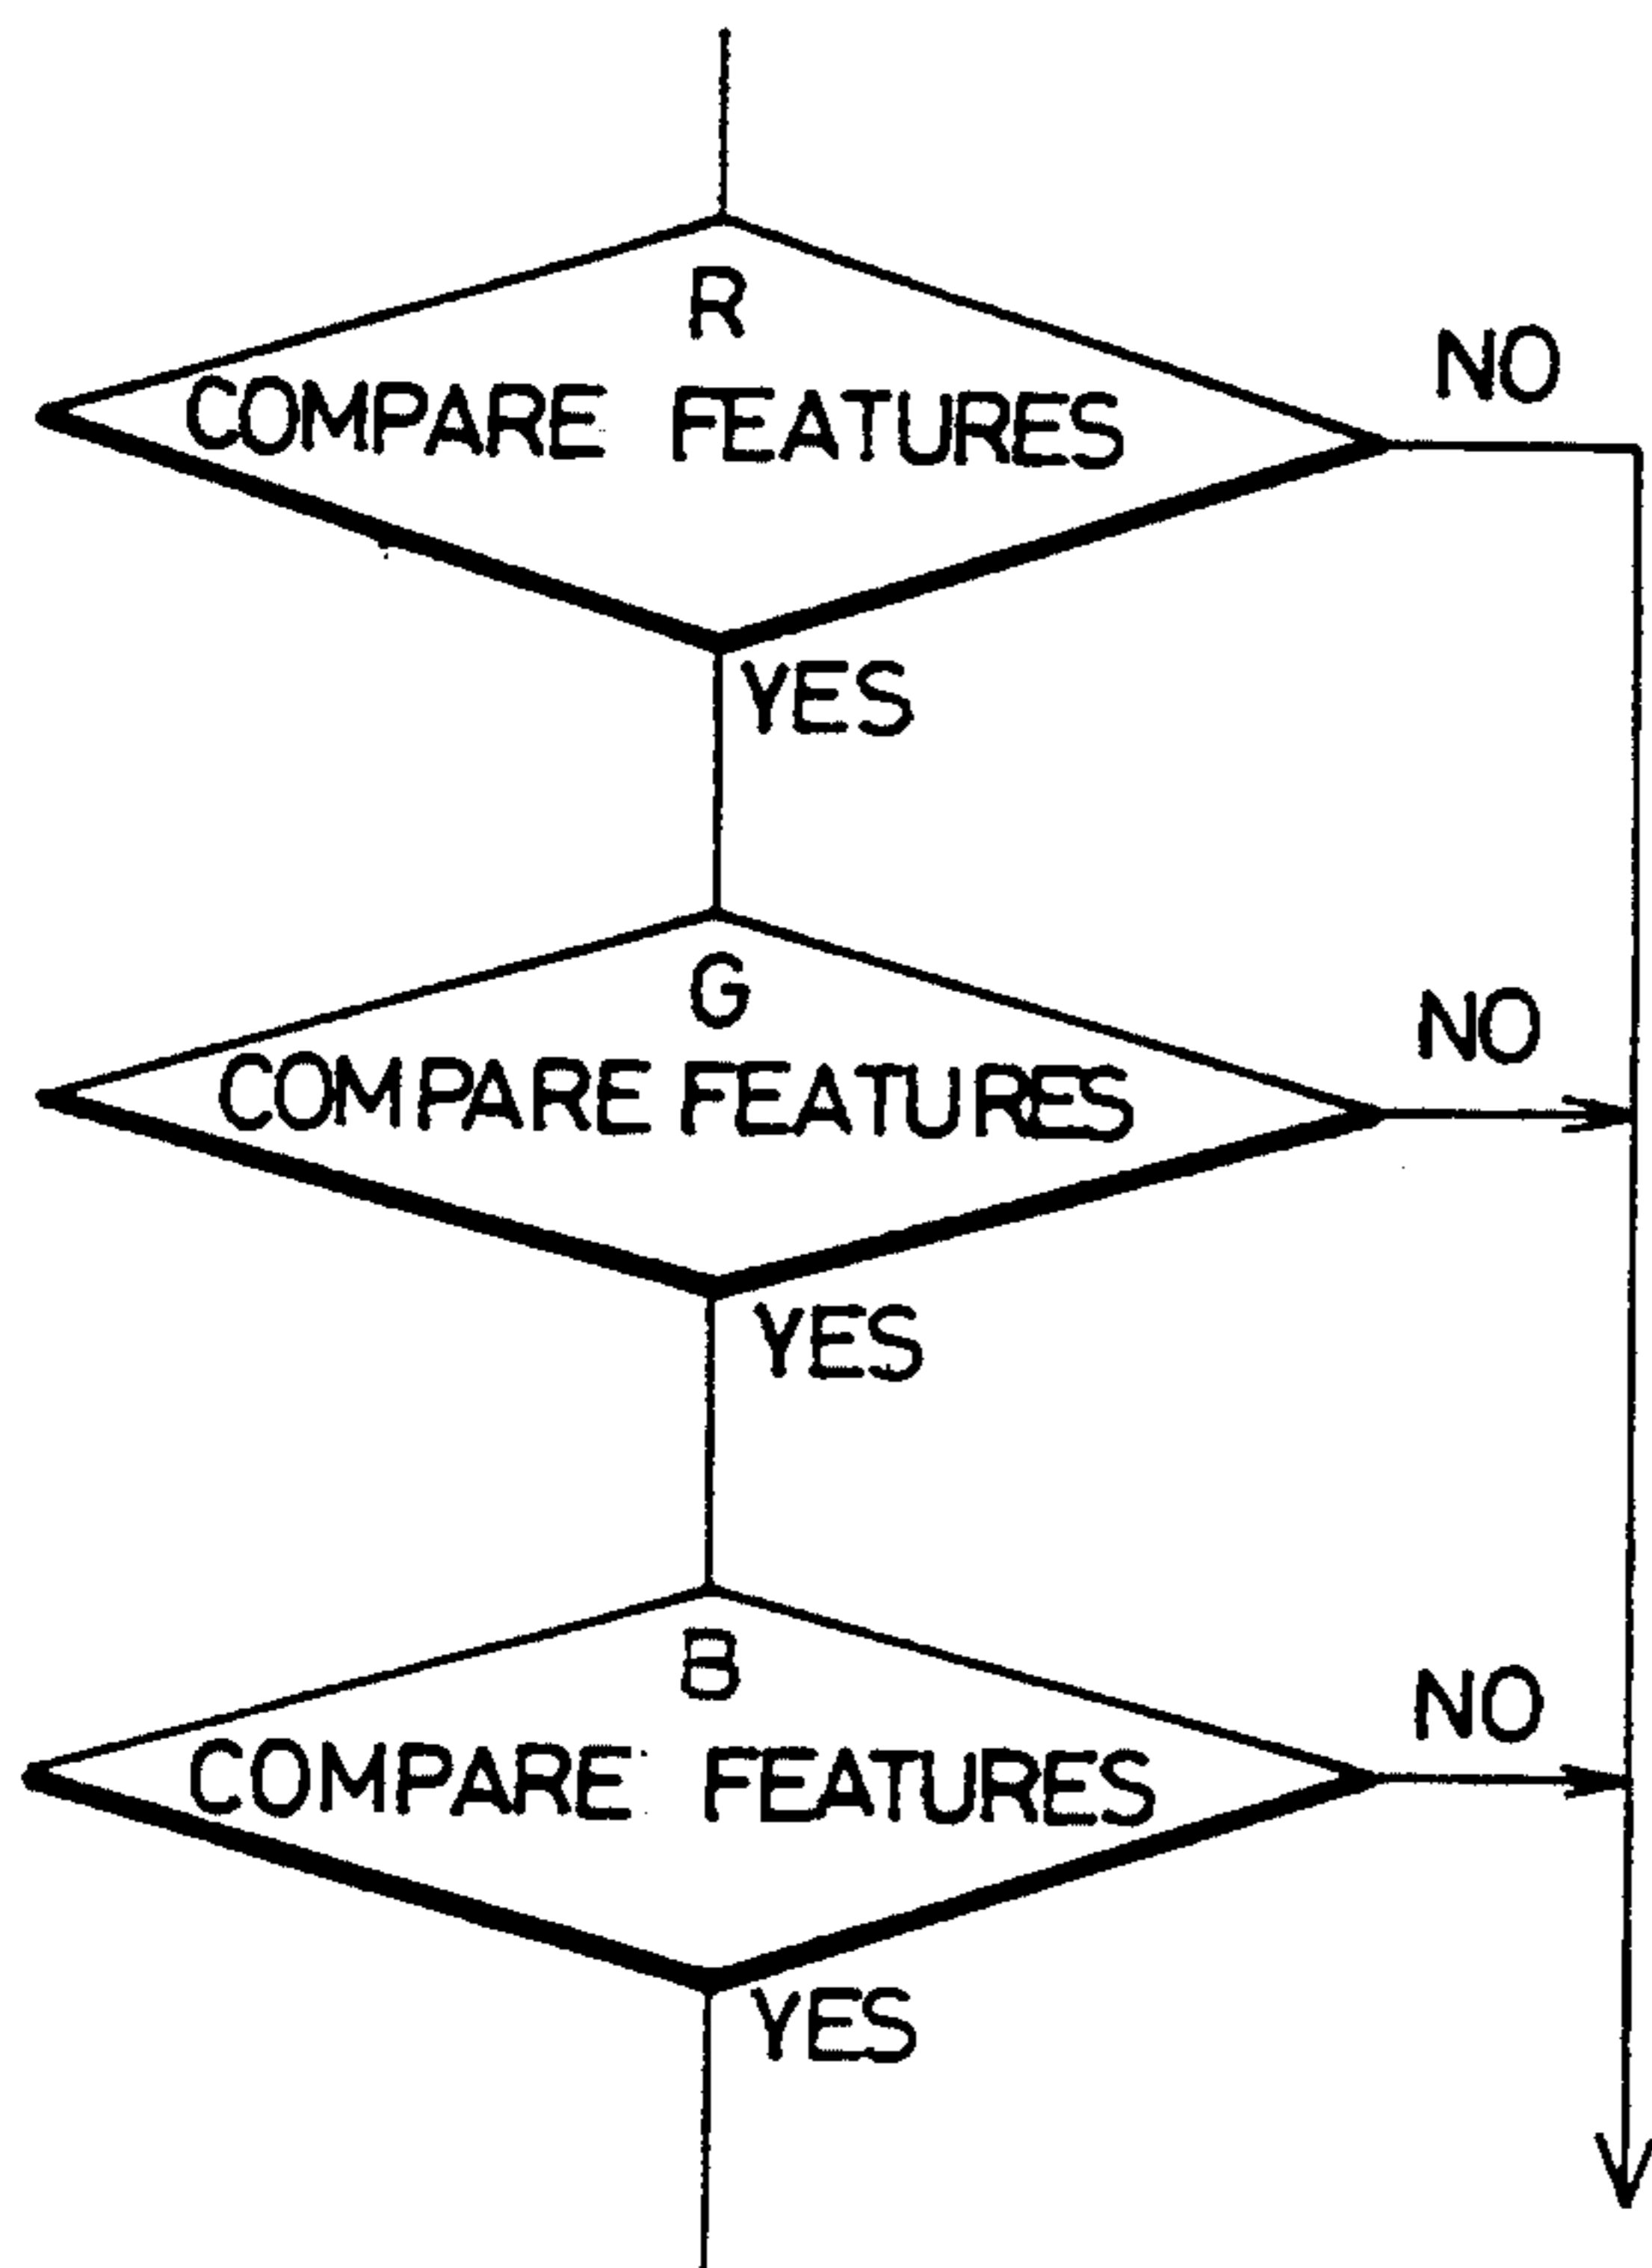 R
COMPARE FEATURES
NO
YES
G
COMPARE FEATURES
NO
YES
B
COMPARE FEATURES
NO
YES